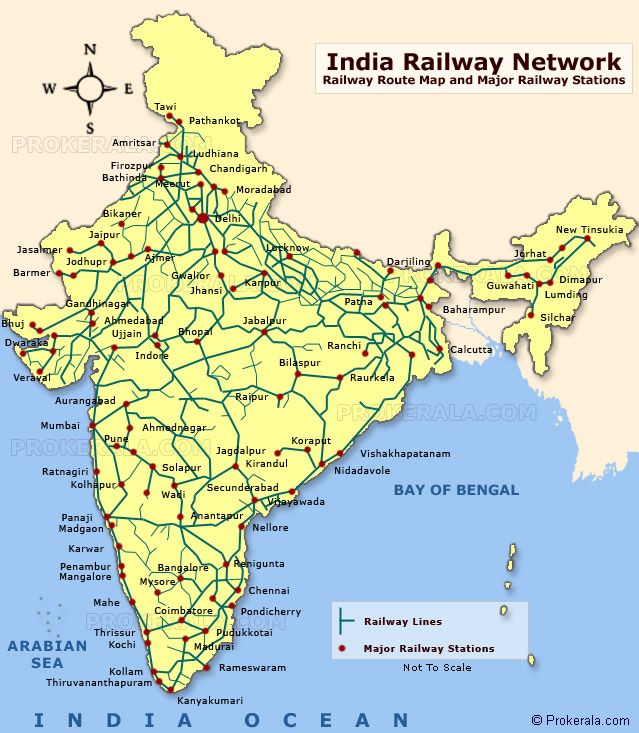 India Railway Network
Railway Route Map and Major Railway Stations
N
W E
S
Tawi
Pathankot
PROKERALA.COM
Amritsar
Ludhiana
Firozpur
Chandigarh
Bathinda
Meerut
Moradabad
Bikaner
Delhi
New Tinsukia
Jaipur
Jaisalmer
Lucknow
Jorhat
Jodhpur
Ajmer
Darjiling
Barmer
Gwalior
Kanpur
Guwahati
Dimapur
Jhansi
Lumding
Gandhinagar
Patna
Baharampur
Silchar
Bhuj
Ahmedabad
Jabalpur
Dwaraka
Ujjain
Bhopal
Ranchi
Calcutta
Indore
Bilaspur
Veraval
Raurkela
Aurangabad
Raipur
PROKERALA.COM
Mumbai
Ahmednagar
PROKERALA.COM
Pune
Koraput
Jagdalpur
Vishakhapatanam
Ratnagiri
Solapur
Kirandul
Nidadavole
Kolhapur
Secunderabad
Wadi
Vijayawada
BAY OF BENGAL
Panaji
Anantapur
Madgaon
Nellore
Karwar
Penambur
Bangalore
Renigunta
Mangalore
Mysore
Chennai
Mahe
Coimbatore
Pondicherry
Railway Lines
Thrissur
Pudukkotai
ARABIAN
SEA
Kochi
Madurai
Major Railway Stations
Kollam
Rameswaram
Not To Scale
Thiruvananthapuram
Kanyakumari
INDIA OCEAN
© Prokerala.com